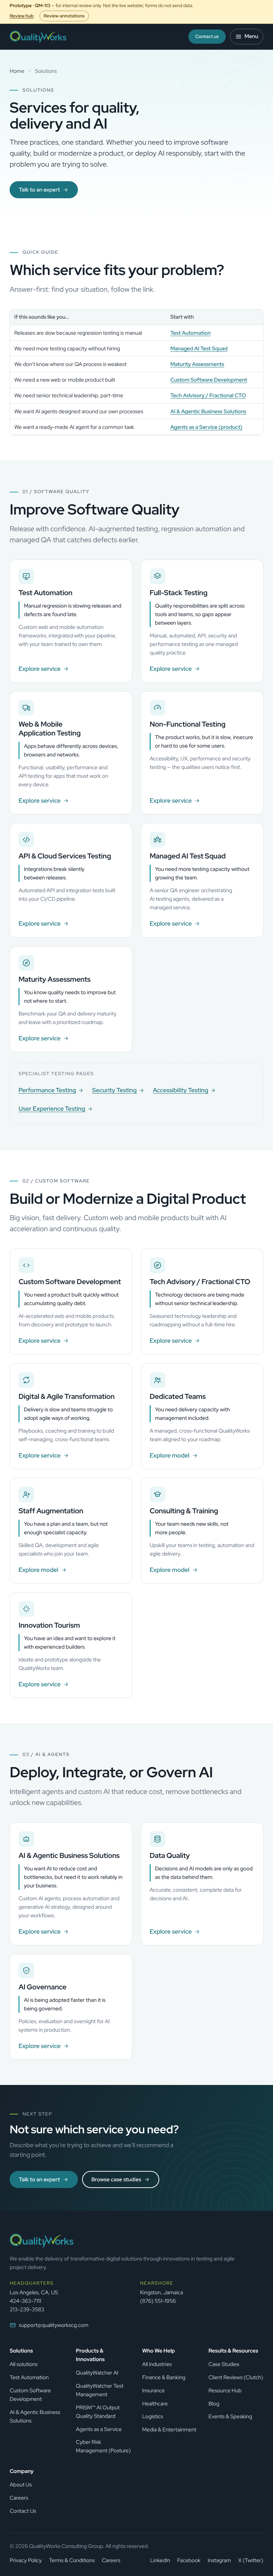 Prototype · QM-110 — for internal review only. Not the live website; forms do not send data.
Review hub Review annotations
QualityWorks Contact us Menu
Home Solutions
SOLUTIONS
Services for quality,
delivery and AI
Three practices, one standard. Whether you need to improve software
quality, build or modernize a product, or deploy AI responsibly, start with the
problem you are trying to solve.
Talk to an expert →
QUICK GUIDE
Which service fits your problem?
Answer-first: find your situation, follow the link.
If this sounds like you… Start with
Releases are slow because regression testing is manual Test Automation
We need more testing capacity without hiring Managed AI Test Squad
We don't know where our QA process is weakest Maturity Assessments
We need a new web or mobile product built Custom Software Development
We need senior technical leadership, part-time Tech Advisory / Fractional CTO
We want AI agents designed around our own processes AI & Agentic Business Solutions
We want a ready-made AI agent for a common task Agents as a Service (product)
01 / SOFTWARE QUALITY
Improve Software Quality
Release with confidence. AI-augmented testing, regression automation and
managed QA that catches defects earlier.
Test Automation
Manual regression is slowing releases and
defects are found late.
Custom web and mobile automation
frameworks, integrated with your pipeline,
with your team trained to own them.
Explore service →
Full-Stack Testing
Quality responsibilities are split across
tools and teams, so gaps appear
between layers.
Manual, automated, API, security and
performance testing as one managed
quality practice.
Explore service →
Web & Mobile
Application Testing
Apps behave differently across devices,
browsers and networks.
Functional, usability, performance and
API testing for apps that must work on
every device.
Explore service →
Non-Functional Testing
The product works, but it is slow, insecure
or hard to use for some users.
Accessibility, UX, performance and security
testing — the qualities users notice first.
Explore service →
API & Cloud Services Testing
Integrations break silently
between releases.
Automated API and integration tests built
into your CI/CD pipeline.
Explore service →
Managed AI Test Squad
You need more testing capacity without
growing the team.
A senior QA engineer orchestrating
AI testing agents, delivered as a
managed service.
Explore service →
Maturity Assessments
You know quality needs to improve but
not where to start.
Benchmark your QA and delivery maturity
and leave with a prioritized roadmap.
Explore service →
SPECIALIST TESTING PAGES
Performance Testing → Security Testing → Accessibility Testing →
User Experience Testing →
02 / CUSTOM SOFTWARE
Build or Modernize a Digital Product
Big vision, fast delivery. Custom web and mobile products built with AI
acceleration and continuous quality.
Custom Software Development
You need a product built quickly without
accumulating quality debt.
AI-accelerated web and mobile products,
from discovery and prototype to launch.
Explore service →
Tech Advisory / Fractional CTO
Technology decisions are being made
without senior technical leadership.
Seasoned technology leadership and
roadmapping without a full-time hire.
Explore service →
Digital & Agile Transformation
Delivery is slow and teams struggle to
adopt agile ways of working.
Playbooks, coaching and training to build
self-managing, cross-functional teams.
Explore service →
Dedicated Teams
You need delivery capacity with
management included.
A managed, cross-functional QualityWorks
team aligned to your roadmap.
Explore model →
Staff Augmentation
You have a plan and a team, but not
enough specialist capacity.
Skilled QA, development and agile
specialists who join your team.
Explore model →
Consulting & Training
Your team needs new skills, not
more people.
Upskill your teams in testing, automation and
agile delivery.
Explore model →
Innovation Tourism
You have an idea and want to explore it
with experienced builders.
Ideate and prototype alongside the
QualityWorks team.
Explore service →
03 / AI & AGENTS
Deploy, Integrate, or Govern AI
Intelligent agents and custom AI that reduce cost, remove bottlenecks and
unlock new capabilities.
AI & Agentic Business Solutions
You want AI to reduce cost and
bottlenecks, but need it to work reliably in
your business.
Custom AI agents, process automation and
generative AI strategy, designed around
your workflows.
Explore service →
Data Quality
Decisions and AI models are only as good
as the data behind them.
Accurate, consistent, complete data for
decisions and AI.
Explore service →
AI Governance
AI is being adopted faster than it is
being governed.
Policies, evaluation and oversight for AI
systems in production.
Explore service →
NEXT STEP
Not sure which service you need?
Describe what you're trying to achieve and we'll recommend a
starting point.
Talk to an expert → Browse case studies →
QualityWorks
We enable the delivery of transformative digital solutions through innovations in testing and agile
project delivery.
HEADQUARTERS
Los Angeles, CA, US
424-363-7111
213-239-3583
NEARSHORE
Kingston, Jamaica
(876) 551-1956
support@qualityworkscg.com
Solutions
All solutions
Test Automation
Custom Software
Development
AI & Agentic Business
Solutions
Products &
Innovations
QualityWatcher AI
QualityWatcher Test
Management
PRISM™ AI Output
Quality Standard
Agents as a Service
Cyber Risk
Management (Posture)
Who We Help
All industries
Finance & Banking
Insurance
Healthcare
Logistics
Media & Entertainment
Results & Resources
Case Studies
Client Reviews (Clutch)
Resource Hub
Blog
Events & Speaking
Company
About Us
Careers
Contact Us
© 2026 QualityWorks Consulting Group. All rights reserved.
Privacy Policy Terms & Conditions Careers LinkedIn Facebook Instagram X (Twitter)